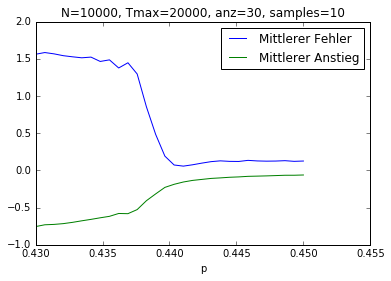 N=10000, Tmax=20000, anz=30, samples=10
2.0
1.5
1.0
0.5
0.0
−0.5
−1.0
Mittlerer Fehler
Mittlerer Anstieg
0.430 0.435 0.440 0.445 0.450 0.455
p